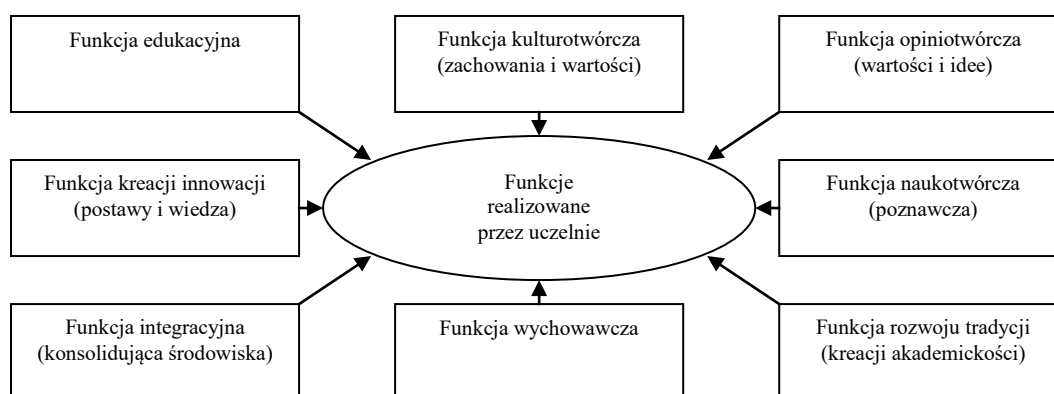 Funkcja edukacyjna
Funkcja kulturotwórcza
(zachowania i wartości)
Funkcja opiniotwórcza
(wartości i idee)
Funkcja kreacji innowacji
(postawy i wiedza)
Funkcje
realizowane
przez uczelnie
Funkcja naukotwórcza
(poznawcza)
Funkcja integracyjna
(konsolidująca środowiska)
Funkcja wychowawcza
Funkcja rozwoju tradycji
(kreacji akademickości)